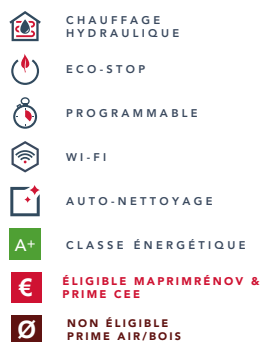 CHAUFFAGE
HYDRAULIQUE
ECO-STOP
PROGRAMMABLE
WI-FI
AUTO-NETTOYAGE
A+ CLASSE ÉNERGÉTIQUE
€ ÉLIGIBLE MAPRIMRÉNOV &
PRIME CEE
Ø NON ÉLIGIBLE
PRIME AIR/BOIS